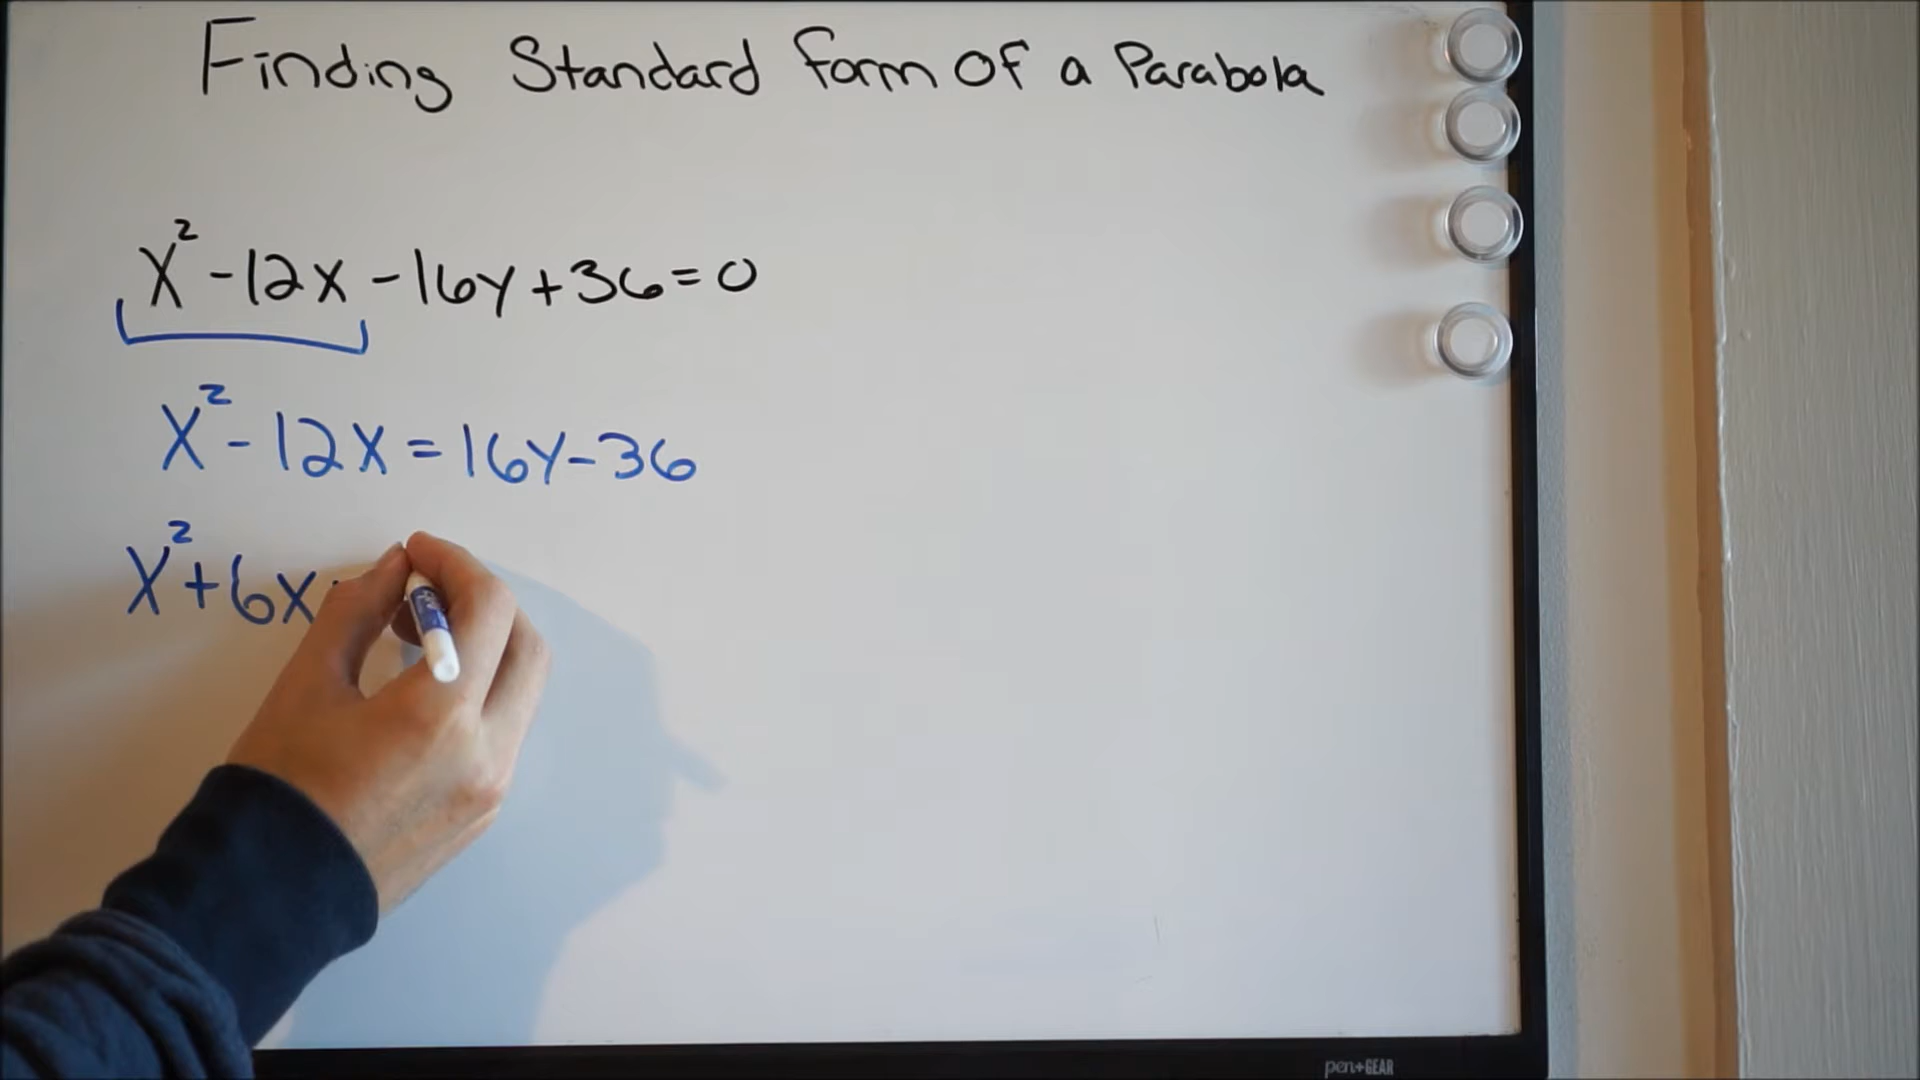 Finding Standard Form Of a Parabola
x² - 12x - 16y + 36 = 0
x² - 12x = 16y - 36
x² + 6x
pen+GEAR